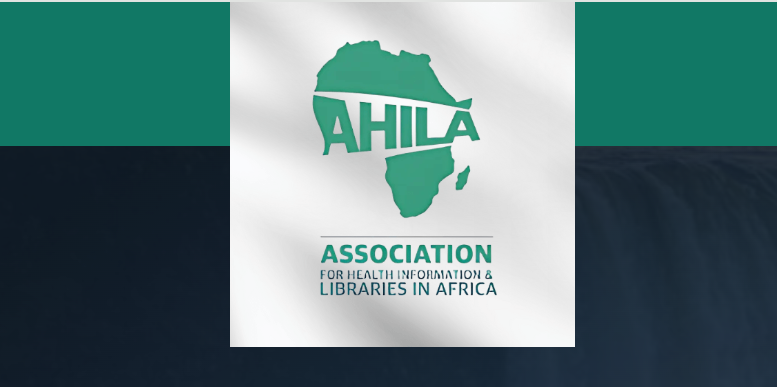 AHILA
ASSOCIATION
FOR HEALTH INFORMATION &
LIBRARIES IN AFRICA